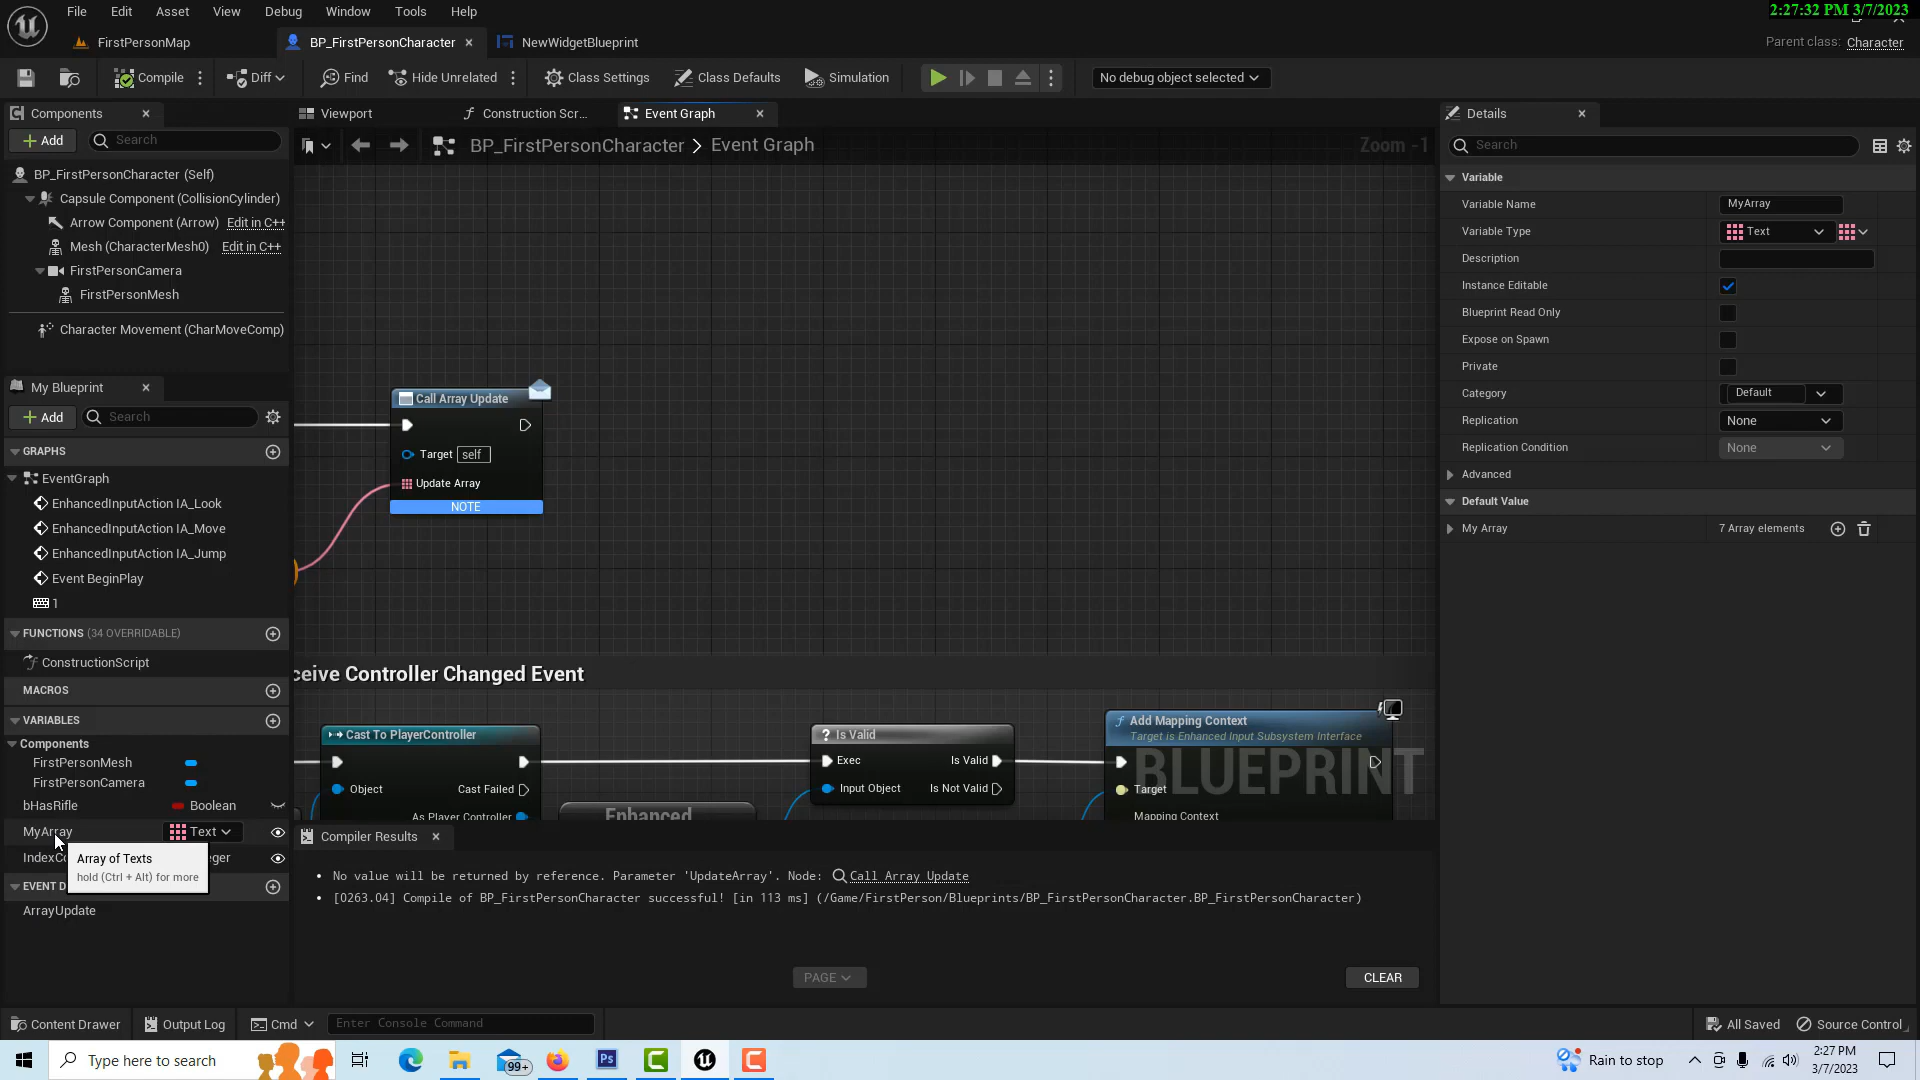 2:27:32 PM 3/7/2023
File Edit Asset View Debug Window Tools Help
FirstPersonMap
BP_FirstPersonCharacter
NewWidgetBlueprint
Parent class: Character
Compile
Diff
Find
Hide Unrelated
Class Settings
Class Defaults
Simulation
No debug object selected
Components
Add
Search
BP_FirstPersonCharacter (Self)
Capsule Component (CollisionCylinder)
Arrow Component (Arrow) Edit in C++
Mesh (CharacterMesh0) Edit in C++
FirstPersonCamera
FirstPersonMesh
Character Movement (CharMoveComp)
My Blueprint
Add
Search
GRAPHS
EventGraph
EnhancedInputAction IA_Look
EnhancedInputAction IA_Move
EnhancedInputAction IA_Jump
Event BeginPlay
1
FUNCTIONS (34 OVERRIDABLE)
ConstructionScript
MACROS
VARIABLES
Components
FirstPersonMesh
FirstPersonCamera
bHasRifle Boolean
MyArray Text
IndexCo eger
Array of Texts
hold (Ctrl + Alt) for more
EVENT D
ArrayUpdate
Viewport
Construction Scr...
Event Graph
BP_FirstPersonCharacter > Event Graph
Zoom -1
Call Array Update
Target self
Update Array
NOTE
ceive Controller Changed Event
Cast To PlayerController
Object Cast Failed
As Player Controller
Enhanced
? Is Valid
Exec Is Valid
Input Object Is Not Valid
Add Mapping Context
Target is Enhanced Input Subsystem Interface
Target
Mapping Context
BLUEPRINT
Compiler Results
No value will be returned by reference. Parameter 'UpdateArray'. Node: Call Array Update
[0263.04] Compile of BP_FirstPersonCharacter successful! [in 113 ms] (/Game/FirstPerson/Blueprints/BP_FirstPersonCharacter.BP_FirstPersonCharacter)
PAGE
CLEAR
Details
Search
Variable
Variable Name MyArray
Variable Type Text
Description
Instance Editable
Blueprint Read Only
Expose on Spawn
Private
Category Default
Replication None
Replication Condition None
Advanced
Default Value
My Array 7 Array elements
Content Drawer
Output Log
Cmd
Enter Console Command
All Saved
Source Control
Type here to search
99+
Ps
Rain to stop
2:27 PM
3/7/2023